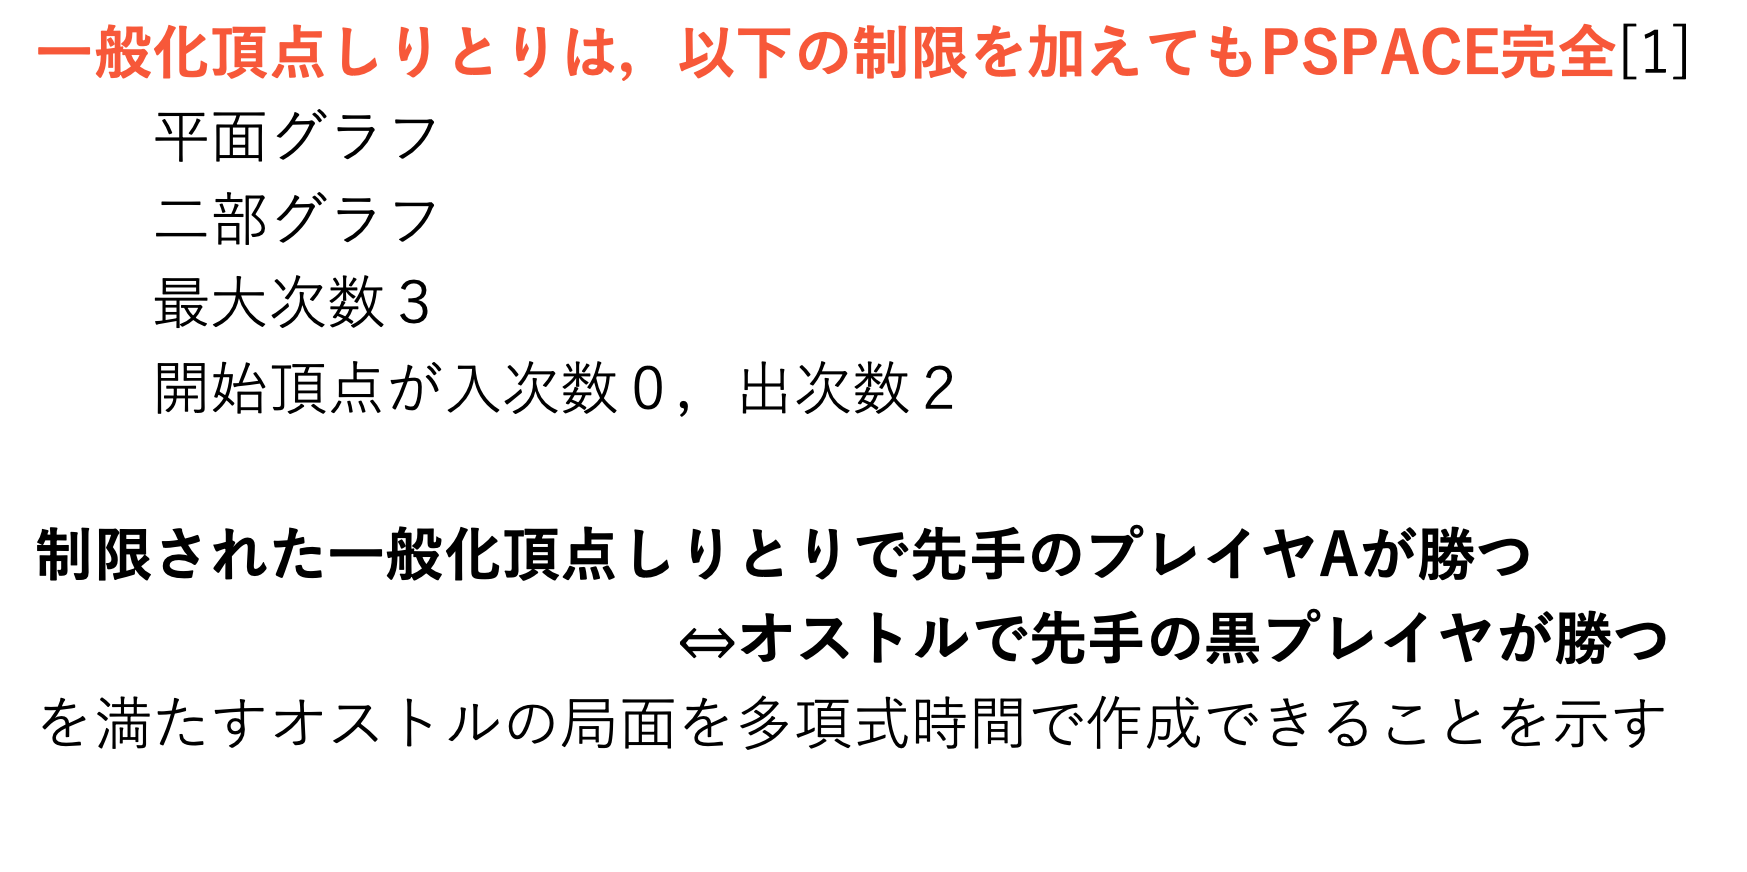 一般化頂点しりとりは，以下の制限を加えてもPSPACE完全[1]
平面グラフ
二部グラフ
最大次数３
開始頂点が入次数０，出次数２
制限された一般化頂点しりとりで先手のプレイヤAが勝つ
⇔オストルで先手の黒プレイヤが勝つ
を満たすオストルの局面を多項式時間で作成できることを示す